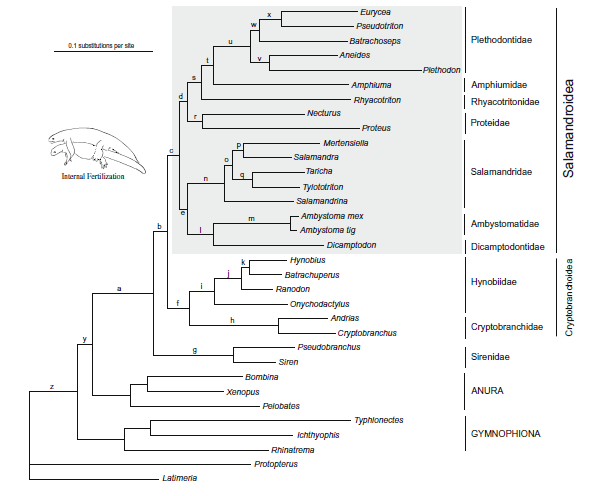 0.1 substitutions per site
Internal Fertilization
Eurycea
Pseudotriton
Batrachoseps
Aneides
Plethodon
Amphiuma
Rhyacotriton
Necturus
Proteus
Mertensiella
Salamandra
Taricha
Tylototriton
Salamandrina
Ambystoma mex
Ambystoma tig
Dicamptodon
Hynobius
Batrachuperus
Ranodon
Onychodactylus
Andrias
Cryptobranchus
Pseudobranchus
Siren
Bombina
Xenopus
Pelobates
Typhionectes
Ichthyophis
Rhinatrema
Protopterus
Latimeria
x
w
u
v
t
s
d
r
c
p
o
q
n
e
m
l
b
k
j
i
a
f
h
g
y
z
Plethodontidae
Amphiumidae
Rhyacotritonidae
Proteidae
Salamandridae
Ambystomatidae
Dicamptodontidae
Hynobiidae
Cryptobranchidae
Sirenidae
ANURA
GYMNOPHIONA
Salamandroidea
Cryptobranchoidea